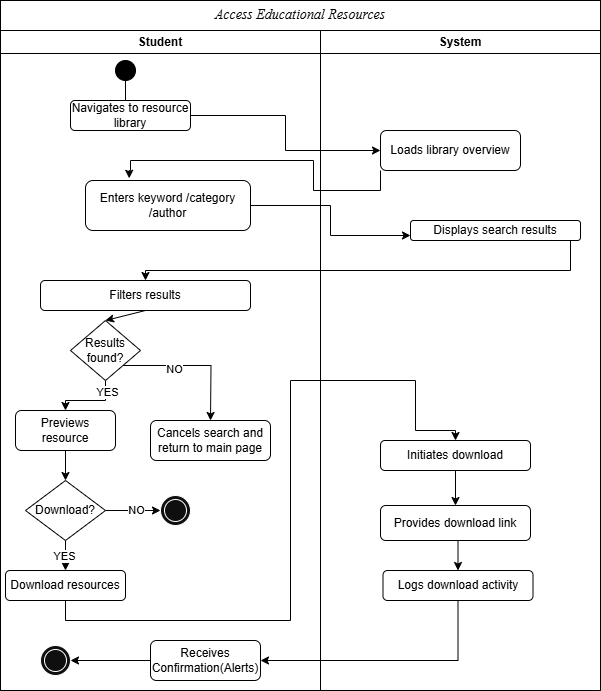 Access Educational Resources
Student
System
Navigates to resource
library
Loads library overview
Enters keyword /category
/author
Displays search results
Filters results
Results
found?
NO
YES
Previews
resource
Cancels search and
return to main page
Initiates download
Download?
NO
Provides download link
YES
Download resources
Logs download activity
Receives
Confirmation(Alerts)